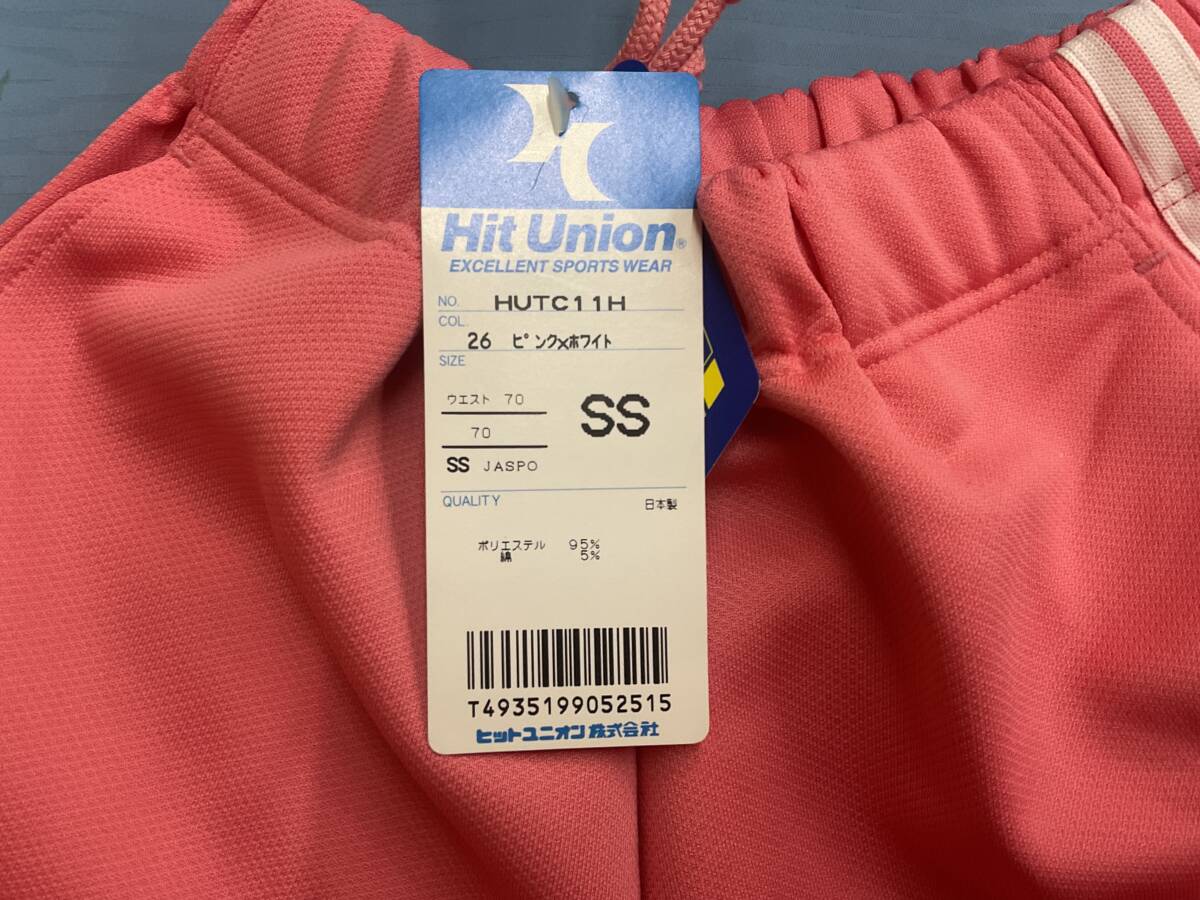 Hit Union®
EXCELLENT SPORTS WEAR
NO. HUTC11H
COL.
26 ピンク×ホワイト
SIZE
ウエスト 70
70
SS
SS JASPO
QUALITY
日本製
ポリエステル 95%
綿 5%
T4935199052515
ヒットユニオン株式会社